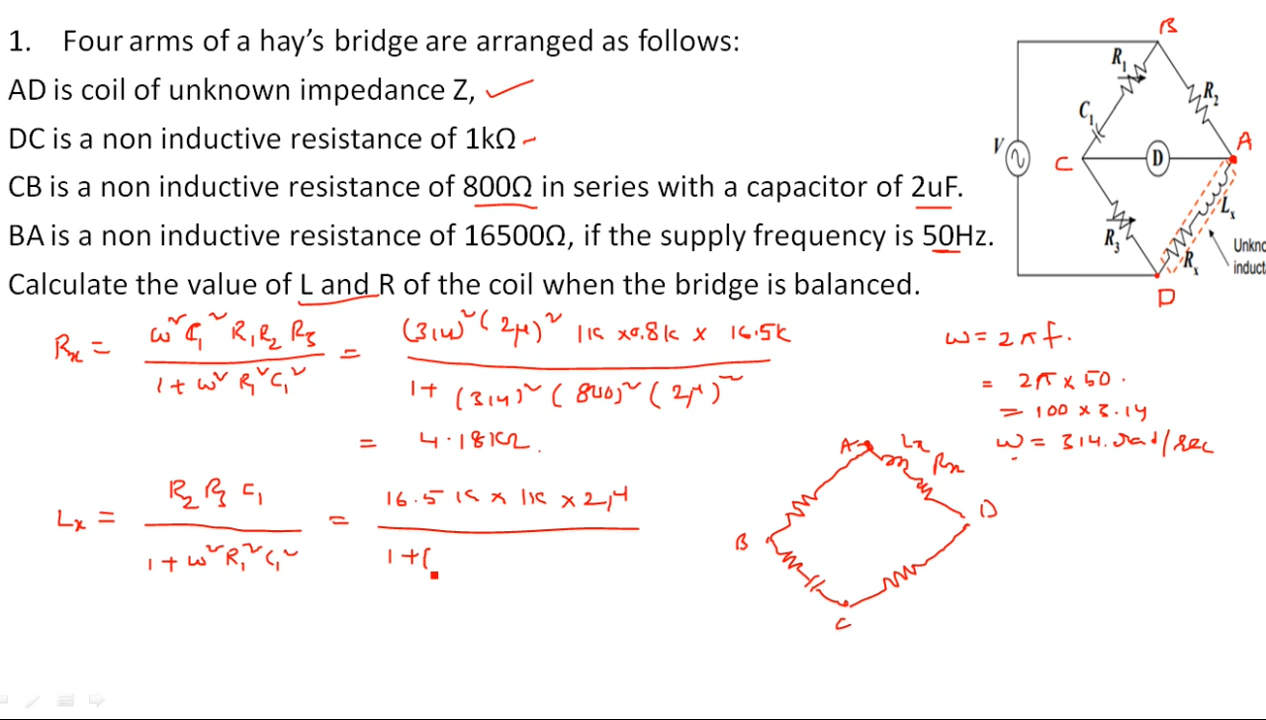 1. Four arms of a hay's bridge are arranged as follows:
AD is coil of unknown impedance Z,
DC is a non inductive resistance of 1kΩ
CB is a non inductive resistance of 800Ω in series with a capacitor of 2uF.
BA is a non inductive resistance of 16500Ω, if the supply frequency is 50Hz.
Calculate the value of L and R of the coil when the bridge is balanced.
B
R1
R2
C1
V
C
D
A
R3
Lx
Rx
Unkno
induct
D
Rx = ω²C1²R1R2R3 / 1 + ω²R1²C1² = (314)²(2μ)² 1K x0.8K x 16.5K / 1 + (314)²(800)²(2μ)²
= 4.18KΩ.
Lx = R2R3C1 / 1 + ω²R1²C1² = 16.5K x 1K x 2μ / 1+(
ω = 2πf.
= 2π x 50.
= 100 x 3.14
ω = 314.rad/sec
A
Lx
Rx
D
B
C